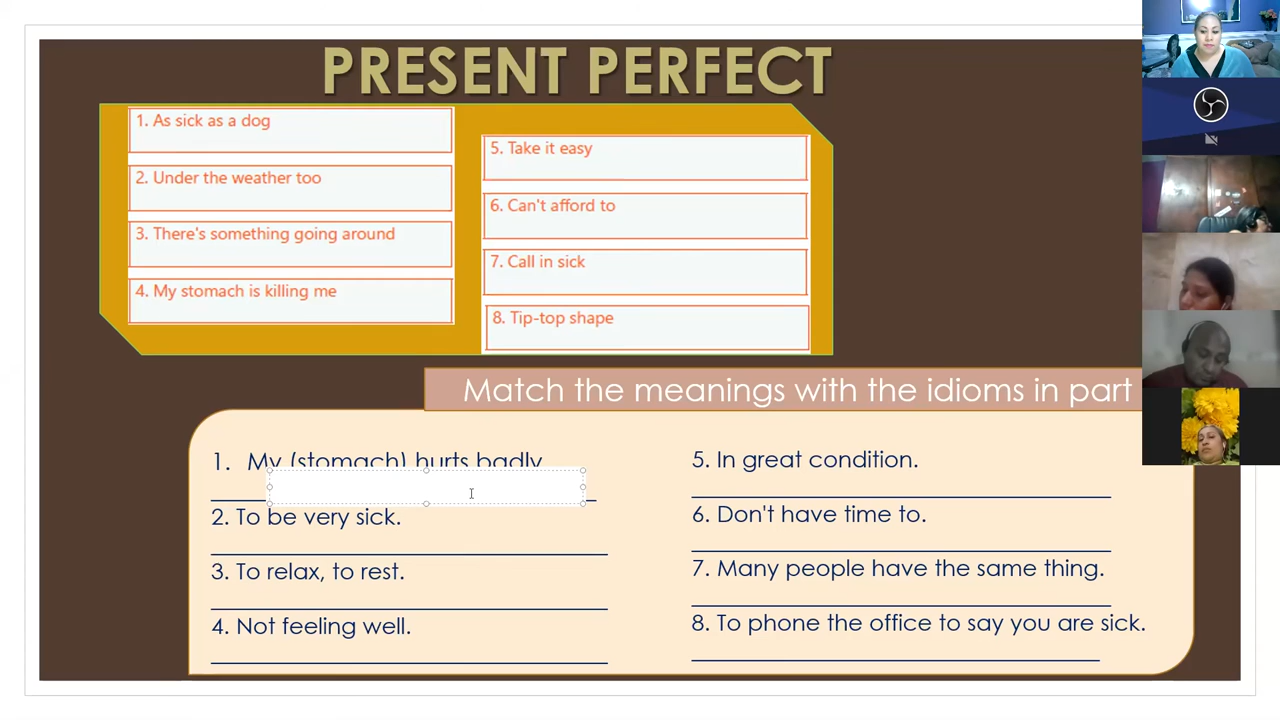 PRESENT PERFECT
1. As sick as a dog
2. Under the weather too
3. There's something going around
4. My stomach is killing me
5. Take it easy
6. Can't afford to
7. Call in sick
8. Tip-top shape
Match the meanings with the idioms in part
1. My (stomach) hurts badly
2. To be very sick.
3. To relax, to rest.
4. Not feeling well.
5. In great condition.
6. Don't have time to.
7. Many people have the same thing.
8. To phone the office to say you are sick.